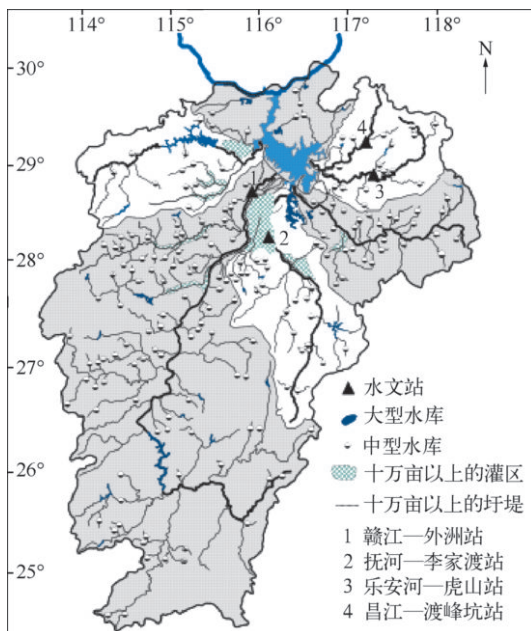 114° 115° 116° 117° 118°
30°
N
29°
28°
27°
26°
25°
1
2
3
4
水文站
大型水库
中型水库
十万亩以上的灌区
十万亩以上的圩堤
1 赣江—外洲站
2 抚河—李家渡站
3 乐安河—虎山站
4 昌江—渡峰坑站